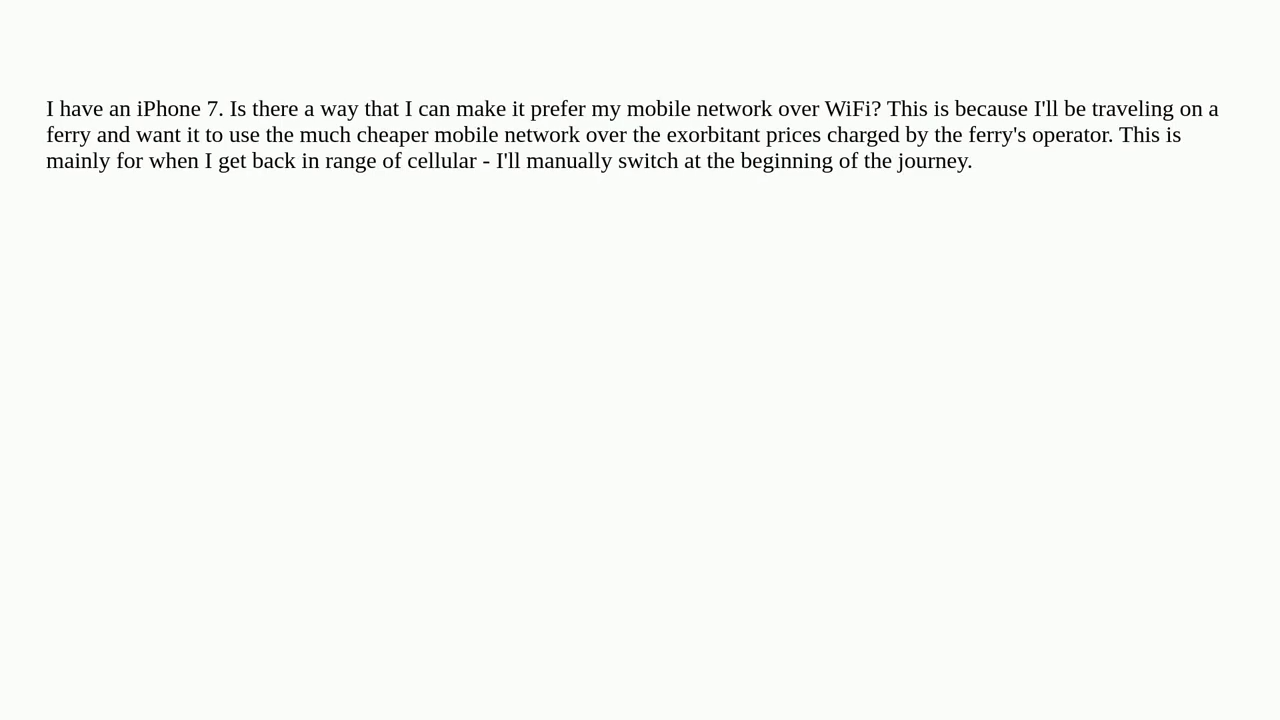 I have an iPhone 7. Is there a way that I can make it prefer my mobile network over WiFi? This is because I'll be traveling on a
ferry and want it to use the much cheaper mobile network over the exorbitant prices charged by the ferry's operator. This is
mainly for when I get back in range of cellular - I'll manually switch at the beginning of the journey.